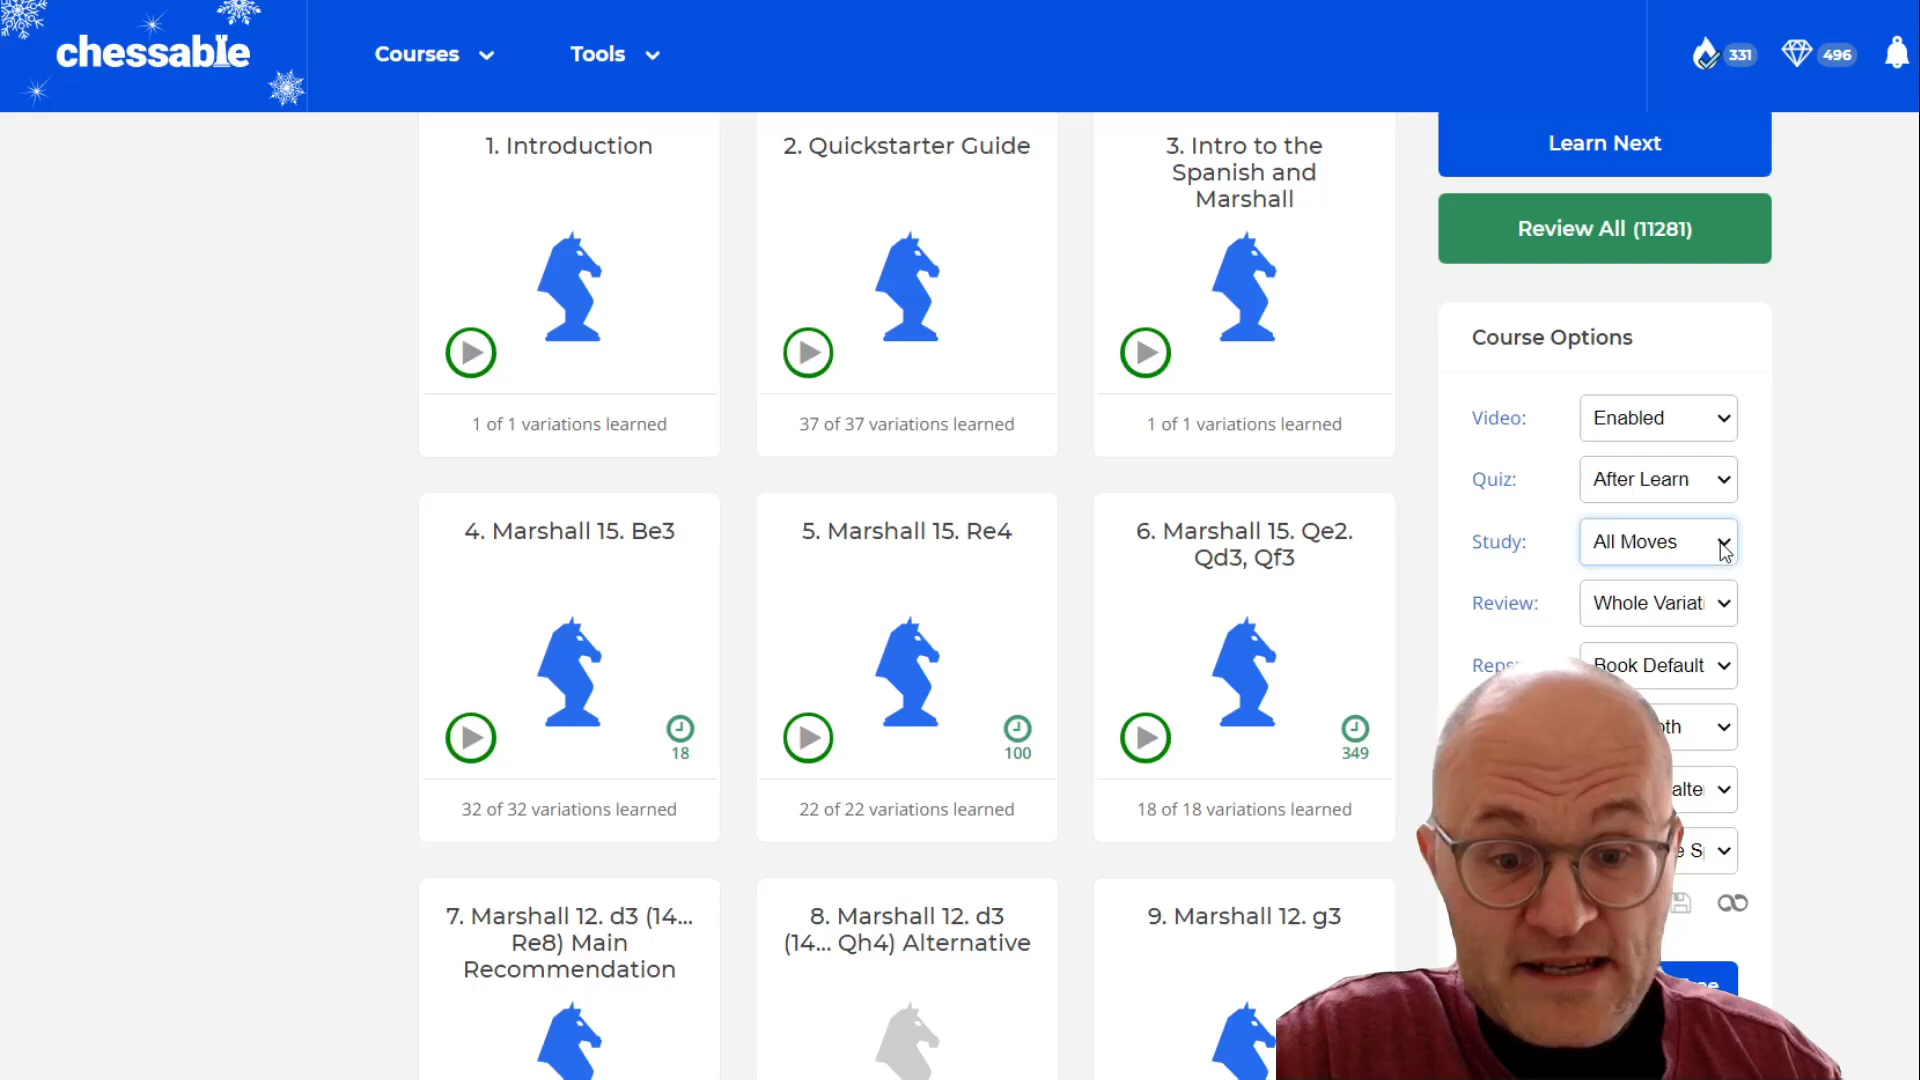 chessable
Courses
Tools
331
496
1. Introduction
1 of 1 variations learned
2. Quickstarter Guide
37 of 37 variations learned
3. Intro to the
Spanish and
Marshall
1 of 1 variations learned
Learn Next
Review All (11281)
Course Options
Video: Enabled
Quiz: After Learn
Study: All Moves
Review: Whole Variati
Book Default
4. Marshall 15. Be3
18
32 of 32 variations learned
5. Marshall 15. Re4
100
22 of 22 variations learned
6. Marshall 15. Qe2.
Qd3, Qf3
349
18 of 18 variations learned
7. Marshall 12. d3 (14...
Re8) Main
Recommendation
8. Marshall 12. d3
(14... Qh4) Alternative
9. Marshall 12. g3